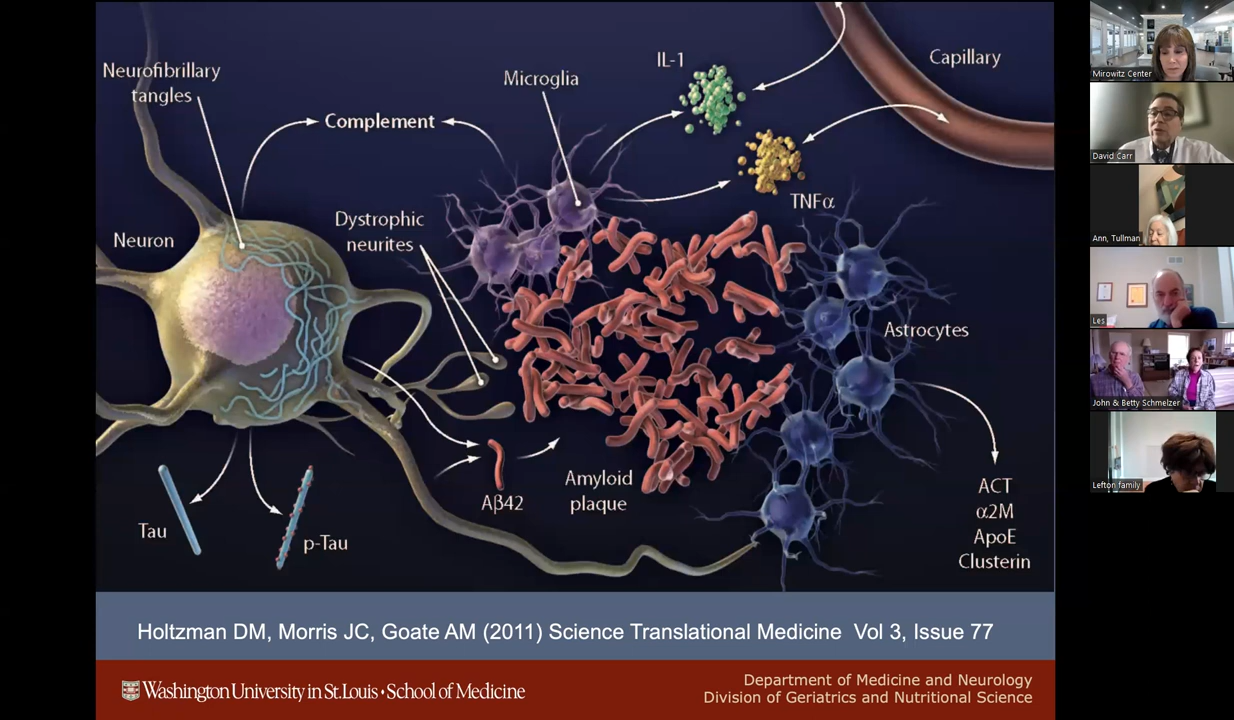 Neurofibrillary
tangles
Complement
Microglia
IL-1
Capillary
Neuron
Dystrophic
neurites
TNFα
Astrocytes
Aβ42
Amyloid
plaque
Tau
p-Tau
ACT
α2M
ApoE
Clusterin
Holtzman DM, Morris JC, Goate AM (2011) Science Translational Medicine Vol 3, Issue 77
Washington University in St. Louis • School of Medicine
Department of Medicine and Neurology
Division of Geriatrics and Nutritional Science
Mirowitz Center
David Carr
Ann, Tullman
Les
John & Betty Schmelzer
Lefton family